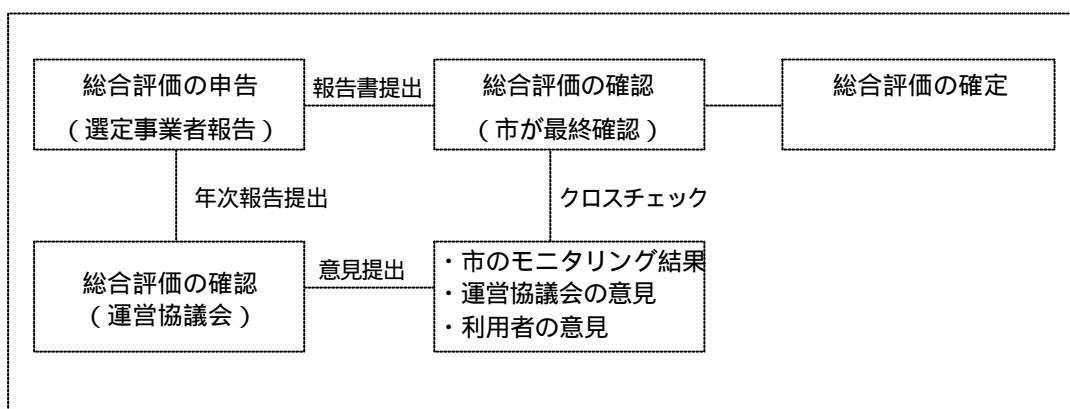 総合評価の申告
（選定事業者報告）
報告書提出
総合評価の確認
（市が最終確認）
総合評価の確定
年次報告提出
クロスチェック
総合評価の確認
（運営協議会）
意見提出
・市のモニタリング結果
・運営協議会の意見
・利用者の意見